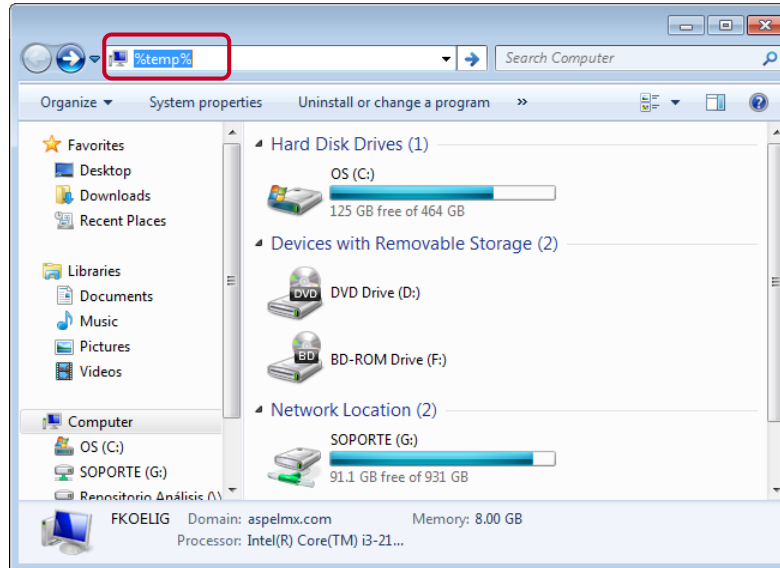 %temp%
Search Computer
Organize
System properties
Uninstall or change a program
»
Favorites
Desktop
Downloads
Recent Places
Libraries
Documents
Music
Pictures
Videos
Computer
OS (C:)
SOPORTE (G:)
Repositorio Análisis (\)
Hard Disk Drives (1)
OS (C:)
125 GB free of 464 GB
Devices with Removable Storage (2)
DVD
DVD Drive (D:)
BD
BD-ROM Drive (F:)
Network Location (2)
SOPORTE (G:)
91.1 GB free of 931 GB
FKOELIG Domain: aspelmx.com Memory: 8.00 GB
Processor: Intel(R) Core(TM) i3-21...